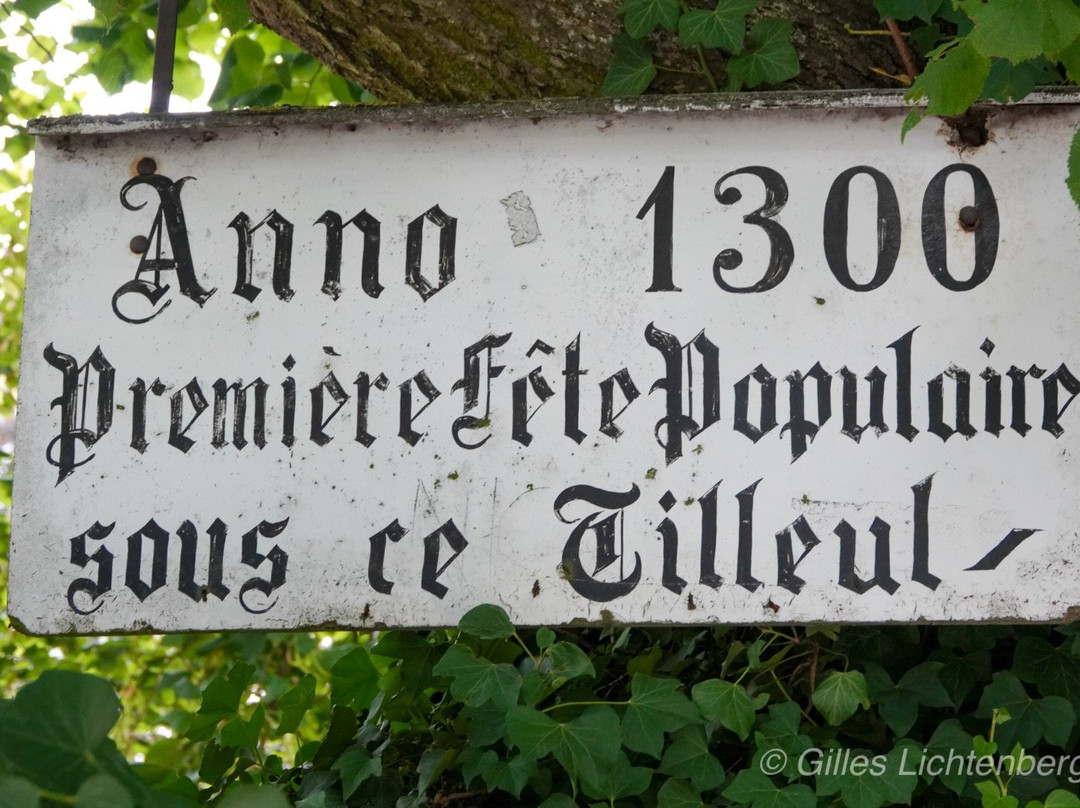 Anno 1300
Première Fête Populaire
sous ce Tilleul -
© Gilles Lichtenberg